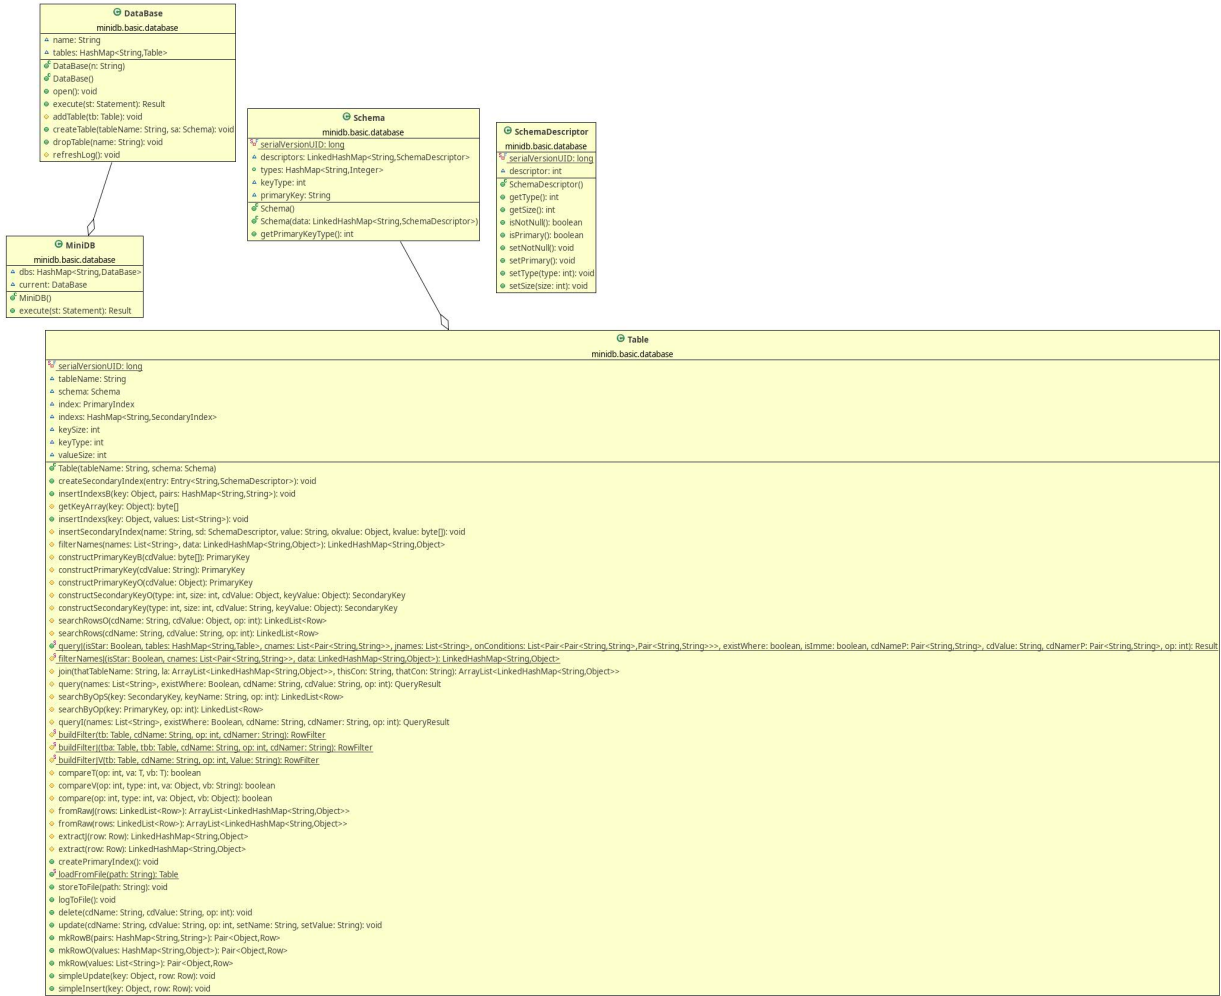 DataBase
minidb.basic.database
name: String
tables: HashMap<String,Table>
DataBase(n: String)
DataBase()
open(): void
execute(st: Statement): Result
addTable(tb: Table): void
createTable(tableName: String, sa: Schema): void
dropTable(name: String): void
refreshLog(): void
Schema
minidb.basic.database
serialVersionUID: long
descriptors: LinkedHashMap<String,SchemaDescriptor>
types: HashMap<String,Integer>
keyType: int
primaryKey: String
Schema()
Schema(data: LinkedHashMap<String,SchemaDescriptor>)
getPrimaryKeyType(): int
SchemaDescriptor
minidb.basic.database
serialVersionUID: long
descriptor: int
SchemaDescriptor()
getType(): int
getSize(): int
isNotNull(): boolean
isPrimary(): boolean
setNotNull(): void
setPrimary(): void
setType(type: int): void
setSize(size: int): void
MiniDB
minidb.basic.database
dbs: HashMap<String,DataBase>
current: DataBase
MiniDB()
execute(st: Statement): Result
Table
minidb.basic.database
serialVersionUID: long
tableName: String
schema: Schema
index: PrimaryIndex
indexs: HashMap<String,SecondaryIndex>
keySize: int
keyType: int
valueSize: int
Table(tableName: String, schema: Schema)
createSecondaryIndex(entry: Entry<String,SchemaDescriptor>): void
insertIndexsB(key: Object, pairs: HashMap<String,String>): void
getKeyArray(key: Object): byte[]
insertIndexs(key: Object, values: List<String>): void
insertSecondaryIndex(name: String, sd: SchemaDescriptor, value: String, okvalue: Object, kvalue: byte[]): void
filterNames(names: List<String>, data: LinkedHashMap<String,Object>): LinkedHashMap<String,Object>
constructPrimaryKeyB(cdValue: byte[]): PrimaryKey
constructPrimaryKey(cdValue: String): PrimaryKey
constructPrimaryKeyO(cdValue: Object): PrimaryKey
constructSecondaryKeyO(type: int, size: int, cdValue: Object, keyValue: Object): SecondaryKey
constructSecondaryKey(type: int, size: int, cdValue: String, keyValue: Object): SecondaryKey
searchRowsO(cdName: String, cdValue: Object, op: int): LinkedList<Row>
searchRows(cdName: String, cdValue: String, op: int): LinkedList<Row>
queryJ(isStar: Boolean, tables: HashMap<String,Table>, cnames: List<Pair<String,String>>, jnames: List<String>, onConditions: List<Pair<Pair<String,String>,Pair<String,String>>>, existWhere: boolean, isImme: boolean, cdNameP: Pair<String,String>, cdValue: String, cdNamerP: Pair<String,String>, op: int): Result
filterNamesJ(isStar: Boolean, cnames: List<Pair<String,String>>, data: LinkedHashMap<String,Object>): LinkedHashMap<String,Object>
join(thatTableName: String, la: ArrayList<LinkedHashMap<String,Object>>, thisCon: String, thatCon: String): ArrayList<LinkedHashMap<String,Object>>
query(names: List<String>, existWhere: Boolean, cdName: String, cdValue: String, op: int): QueryResult
searchByOpS(key: SecondaryKey, keyName: String, op: int): LinkedList<Row>
searchByOp(key: PrimaryKey, op: int): LinkedList<Row>
queryI(names: List<String>, existWhere: Boolean, cdName: String, cdNamer: String, op: int): QueryResult
buildFilter(tb: Table, cdName: String, op: int, cdNamer: String): RowFilter
buildFilterJ(tba: Table, tbb: Table, cdName: String, op: int, cdNamer: String): RowFilter
buildFilterJV(tb: Table, cdName: String, op: int, Value: String): RowFilter
compareT(op: int, va: T, vb: T): boolean
compareV(op: int, type: int, va: Object, vb: String): boolean
compare(op: int, type: int, va: Object, vb: Object): boolean
fromRawJ(rows: LinkedList<Row>): ArrayList<LinkedHashMap<String,Object>>
fromRaw(rows: LinkedList<Row>): ArrayList<LinkedHashMap<String,Object>>
extractJ(row: Row): LinkedHashMap<String,Object>
extract(row: Row): LinkedHashMap<String,Object>
createPrimaryIndex(): void
loadFromFile(path: String): Table
storeToFile(path: String): void
logToFile(): void
delete(cdName: String, cdValue: String, op: int): void
update(cdName: String, cdValue: String, op: int, setName: String, setValue: String): void
mkRowB(pairs: HashMap<String,String>): Pair<Object,Row>
mkRowO(values: HashMap<String,Object>): Pair<Object,Row>
mkRow(values: List<String>): Pair<Object,Row>
simpleUpdate(key: Object, row: Row): void
simpleInsert(key: Object, row: Row): void